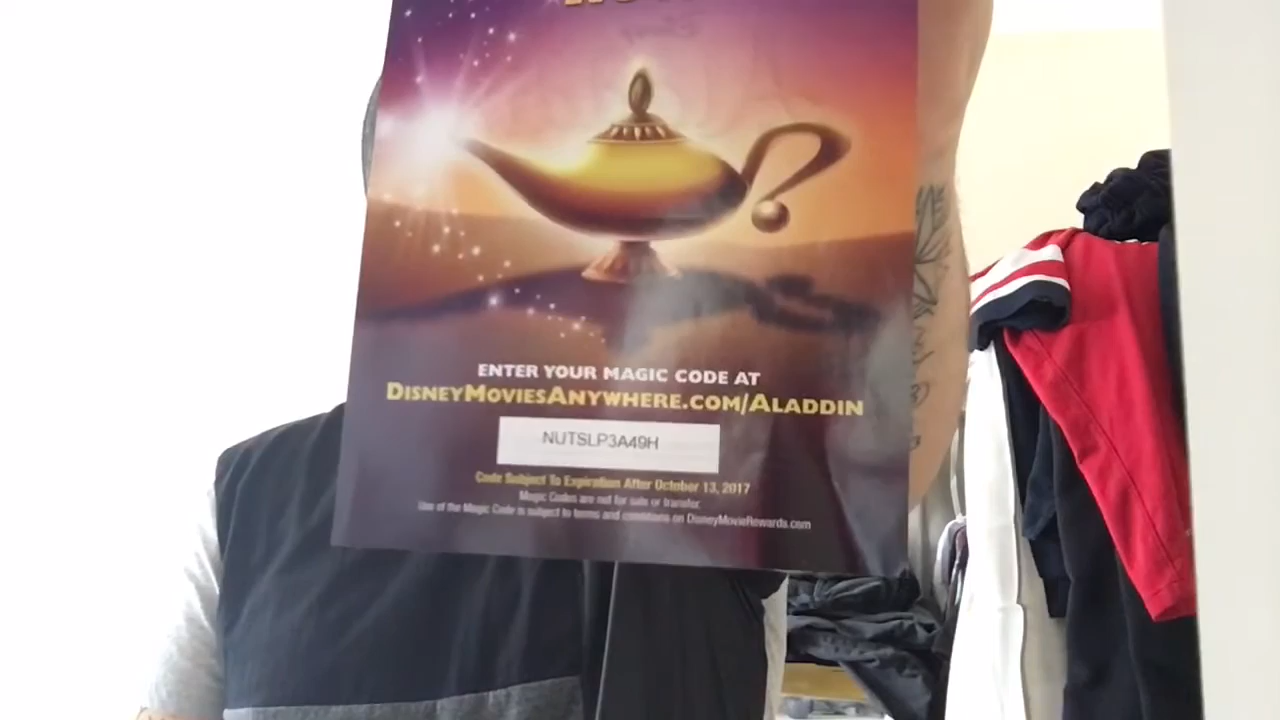 ENTER YOUR MAGIC CODE AT
DISNEYMOVIESANYWHERE.COM/ALADDIN
NUTSLP3A49H
Code Subject To Expiration After October 13, 2017
Magic Codes are not for sale or transfer.
Use of the Magic Code is subject to terms and conditions on DisneyMovieRewards.com